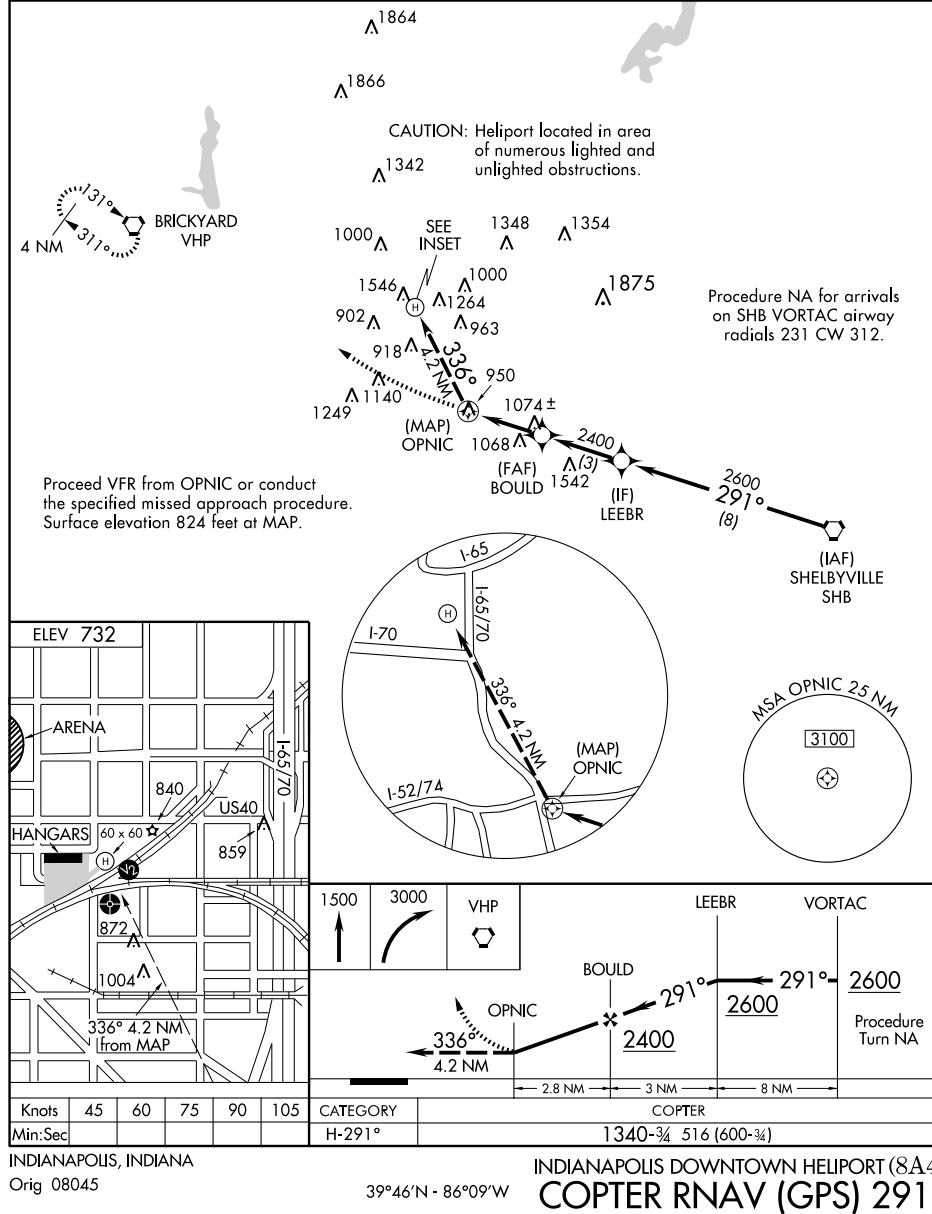 1864
1866
CAUTION: Heliport located in area
of numerous lighted and
unlighted obstructions.
1342
131°
311°
4 NM
BRICKYARD
VHP
SEE
INSET
1000
1348
1354
1546
H
1000
1264
1875
Procedure NA for arrivals
on SHB VORTAC airway
radials 231 CW 312.
902
963
918
336°
4.2 NM
950
1140
1249
(MAP)
OPNIC
1074±
1068
(FAF)
BOULD
2400
(3)
1542
(IF)
LEEBR
2600
291°
(8)
(IAF)
SHELBYVILLE
SHB
Proceed VFR from OPNIC or conduct
the specified missed approach procedure.
Surface elevation 824 feet at MAP.
I-65
I-65/70
H
I-70
336° 4.2 NM
(MAP)
OPNIC
I-52/74
MSA OPNIC 25 NM
3100
ELEV 732
ARENA
I-65/70
840
US40
HANGARS
60 x 60
H
V2
859
872
1004
336° 4.2 NM
from MAP
1500
3000
VHP
LEEBR
VORTAC
BOULD
OPNIC
291°
291°
2600
2600
2400
Procedure
Turn NA
336°
4.2 NM
2.8 NM
3 NM
8 NM
Knots 45 60 75 90 105
Min:Sec
CATEGORY COPTER
H-291° 1340-¾ 516 (600-¾)
INDIANAPOLIS, INDIANA
Orig 08045
39°46'N - 86°09'W
INDIANAPOLIS DOWNTOWN HELIPORT (8A4
COPTER RNAV (GPS) 291